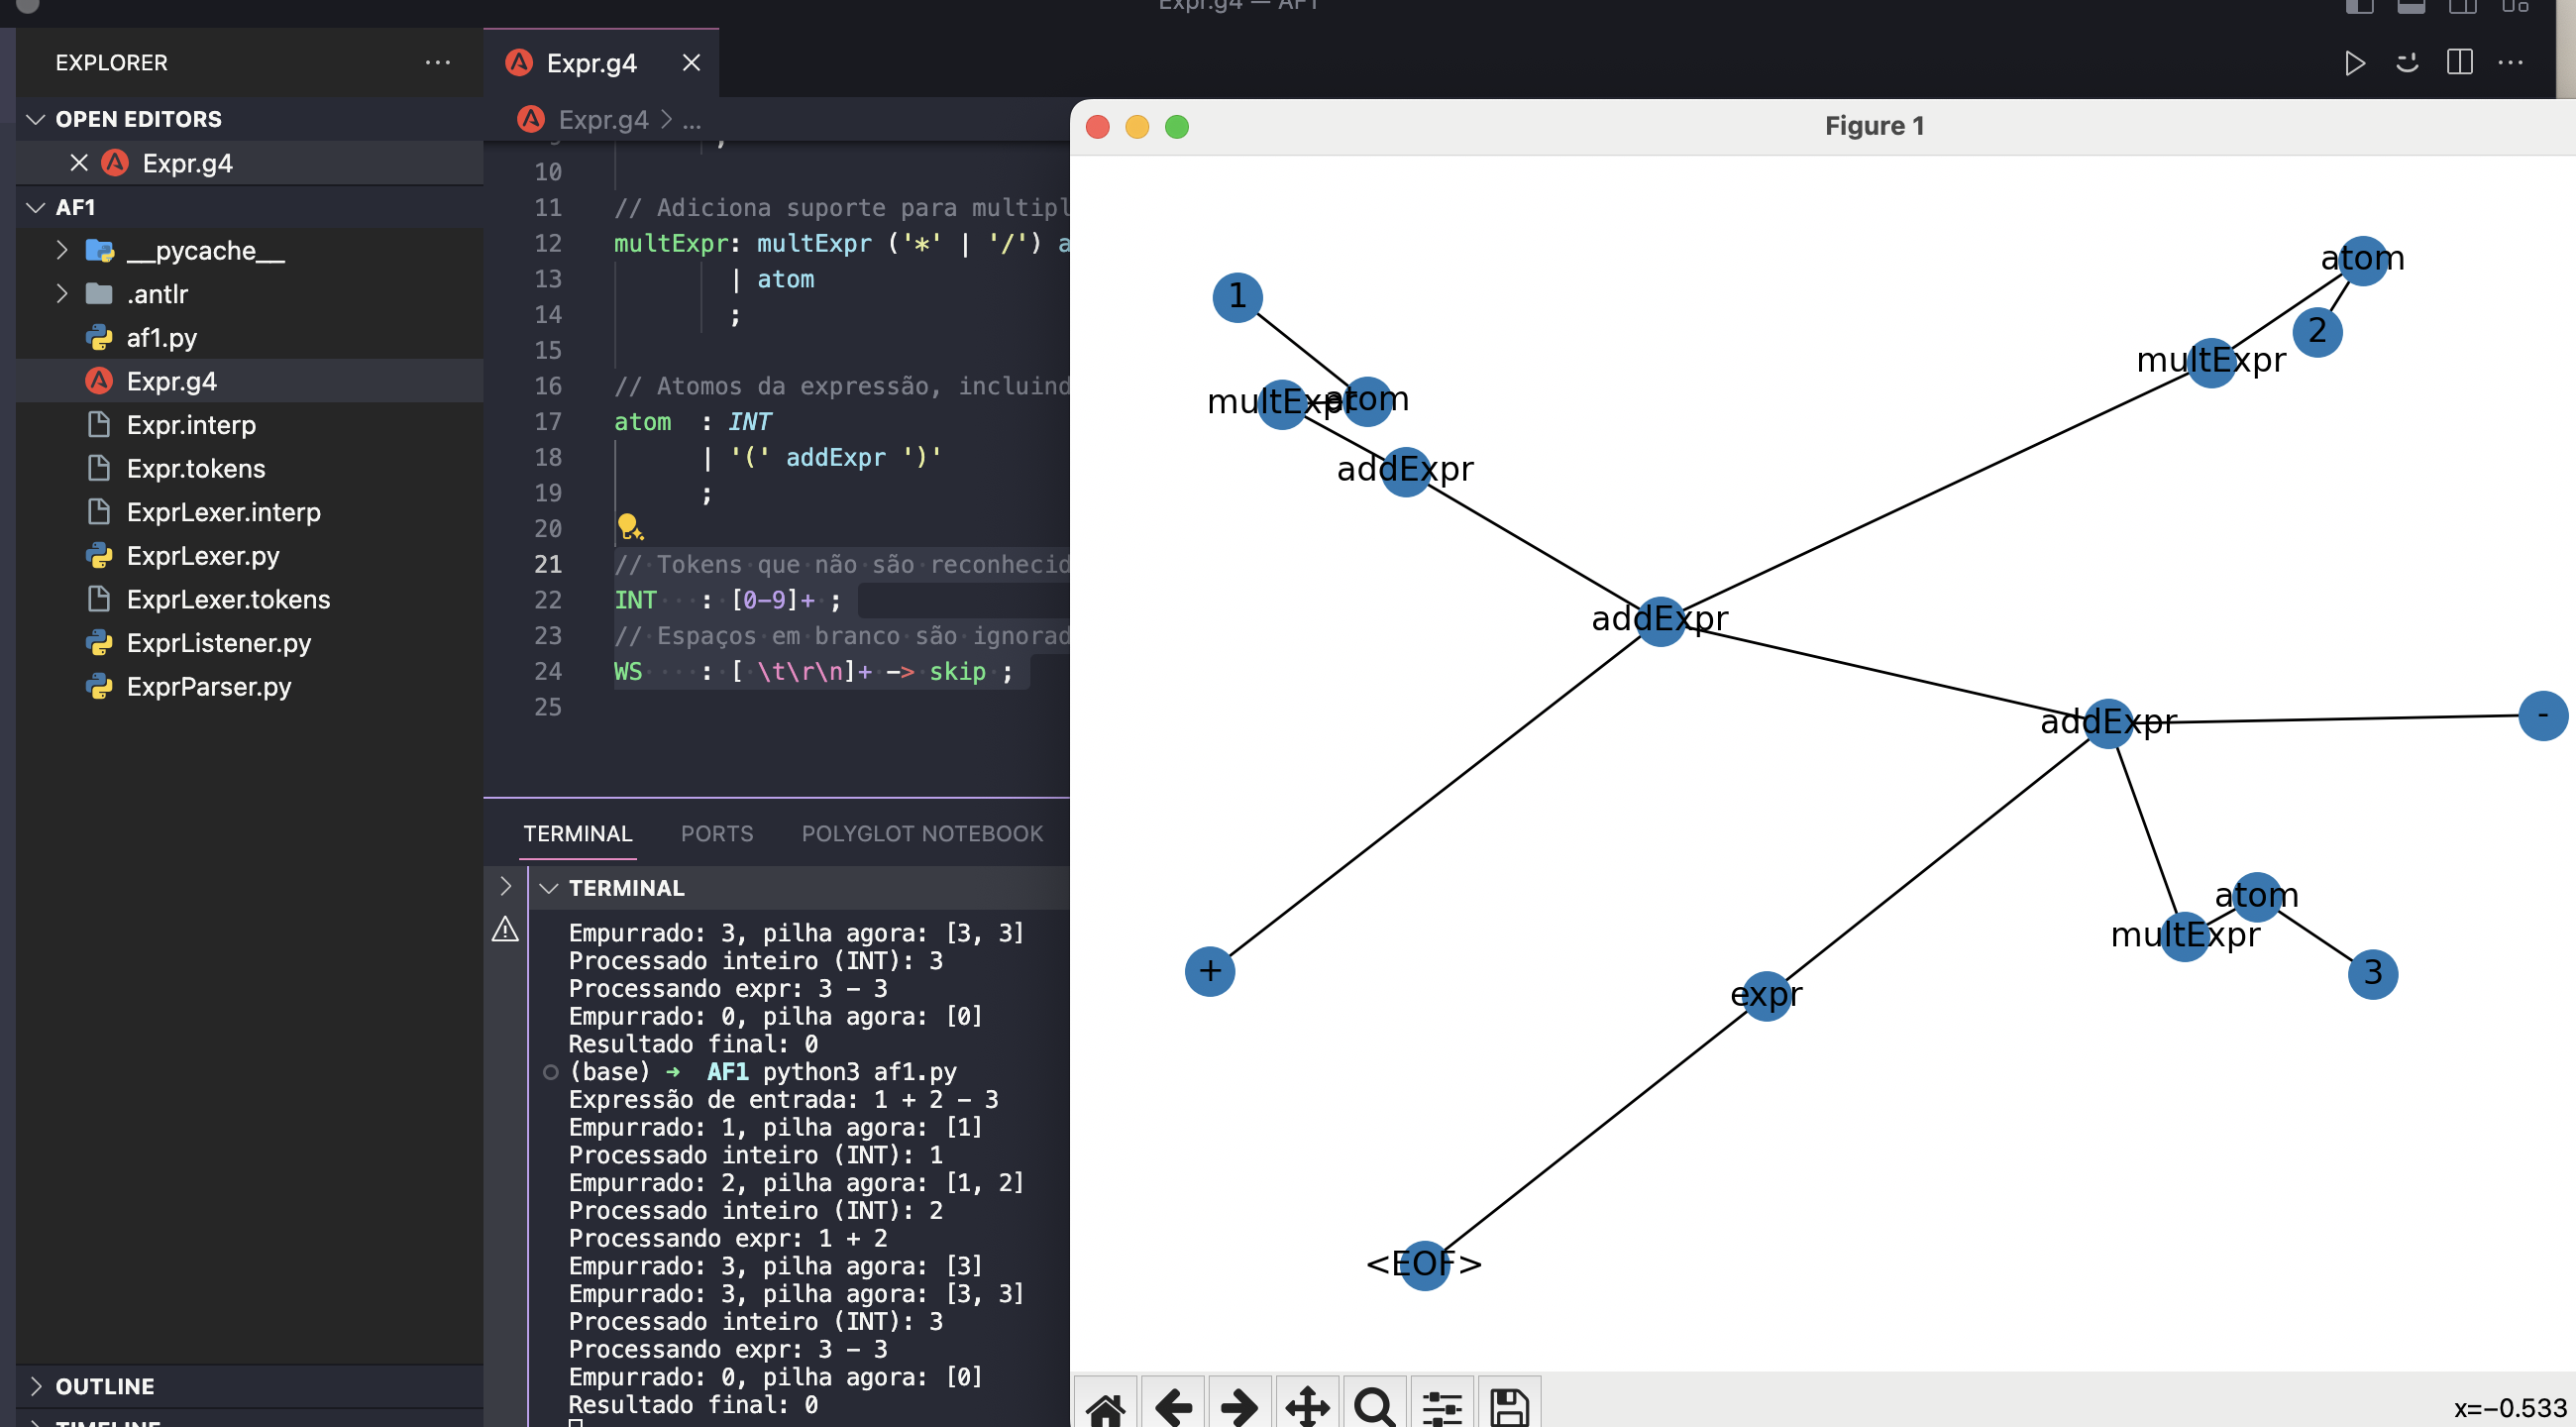 Expr.g4 — AF1
EXPLORER
OPEN EDITORS
Expr.g4
AF1
__pycache__
.antlr
af1.py
Expr.g4
Expr.interp
Expr.tokens
ExprLexer.interp
ExprLexer.py
ExprLexer.tokens
ExprListener.py
ExprParser.py
OUTLINE
TIMELINE
Expr.g4
Expr.g4 > ...
9 ;
10
11 // Adiciona suporte para multipl
12 multExpr: multExpr ('*' | '/') a
13 | atom
14 ;
15
16 // Atomos da expressão, incluind
17 atom : INT
18 | '(' addExpr ')'
19 ;
20
21 // Tokens que não são reconhecid
22 INT : [0-9]+ ;
23 // Espaços em branco são ignorad
24 WS : [ \t\r\n]+ -> skip ;
25
TERMINAL PORTS POLYGLOT NOTEBOOK
TERMINAL
Empurrado: 3, pilha agora: [3, 3]
Processado inteiro (INT): 3
Processando expr: 3 - 3
Empurrado: 0, pilha agora: [0]
Resultado final: 0
(base) → AF1 python3 af1.py
Expressão de entrada: 1 + 2 - 3
Empurrado: 1, pilha agora: [1]
Processado inteiro (INT): 1
Empurrado: 2, pilha agora: [1, 2]
Processado inteiro (INT): 2
Processando expr: 1 + 2
Empurrado: 3, pilha agora: [3]
Empurrado: 3, pilha agora: [3, 3]
Processado inteiro (INT): 3
Processando expr: 3 - 3
Empurrado: 0, pilha agora: [0]
Resultado final: 0
Figure 1
atom
1
2
multExpr
multExpr
atom
addExpr
addExpr
addExpr
-
atom
multExpr
+
3
expr
<EOF>
x=−0.533